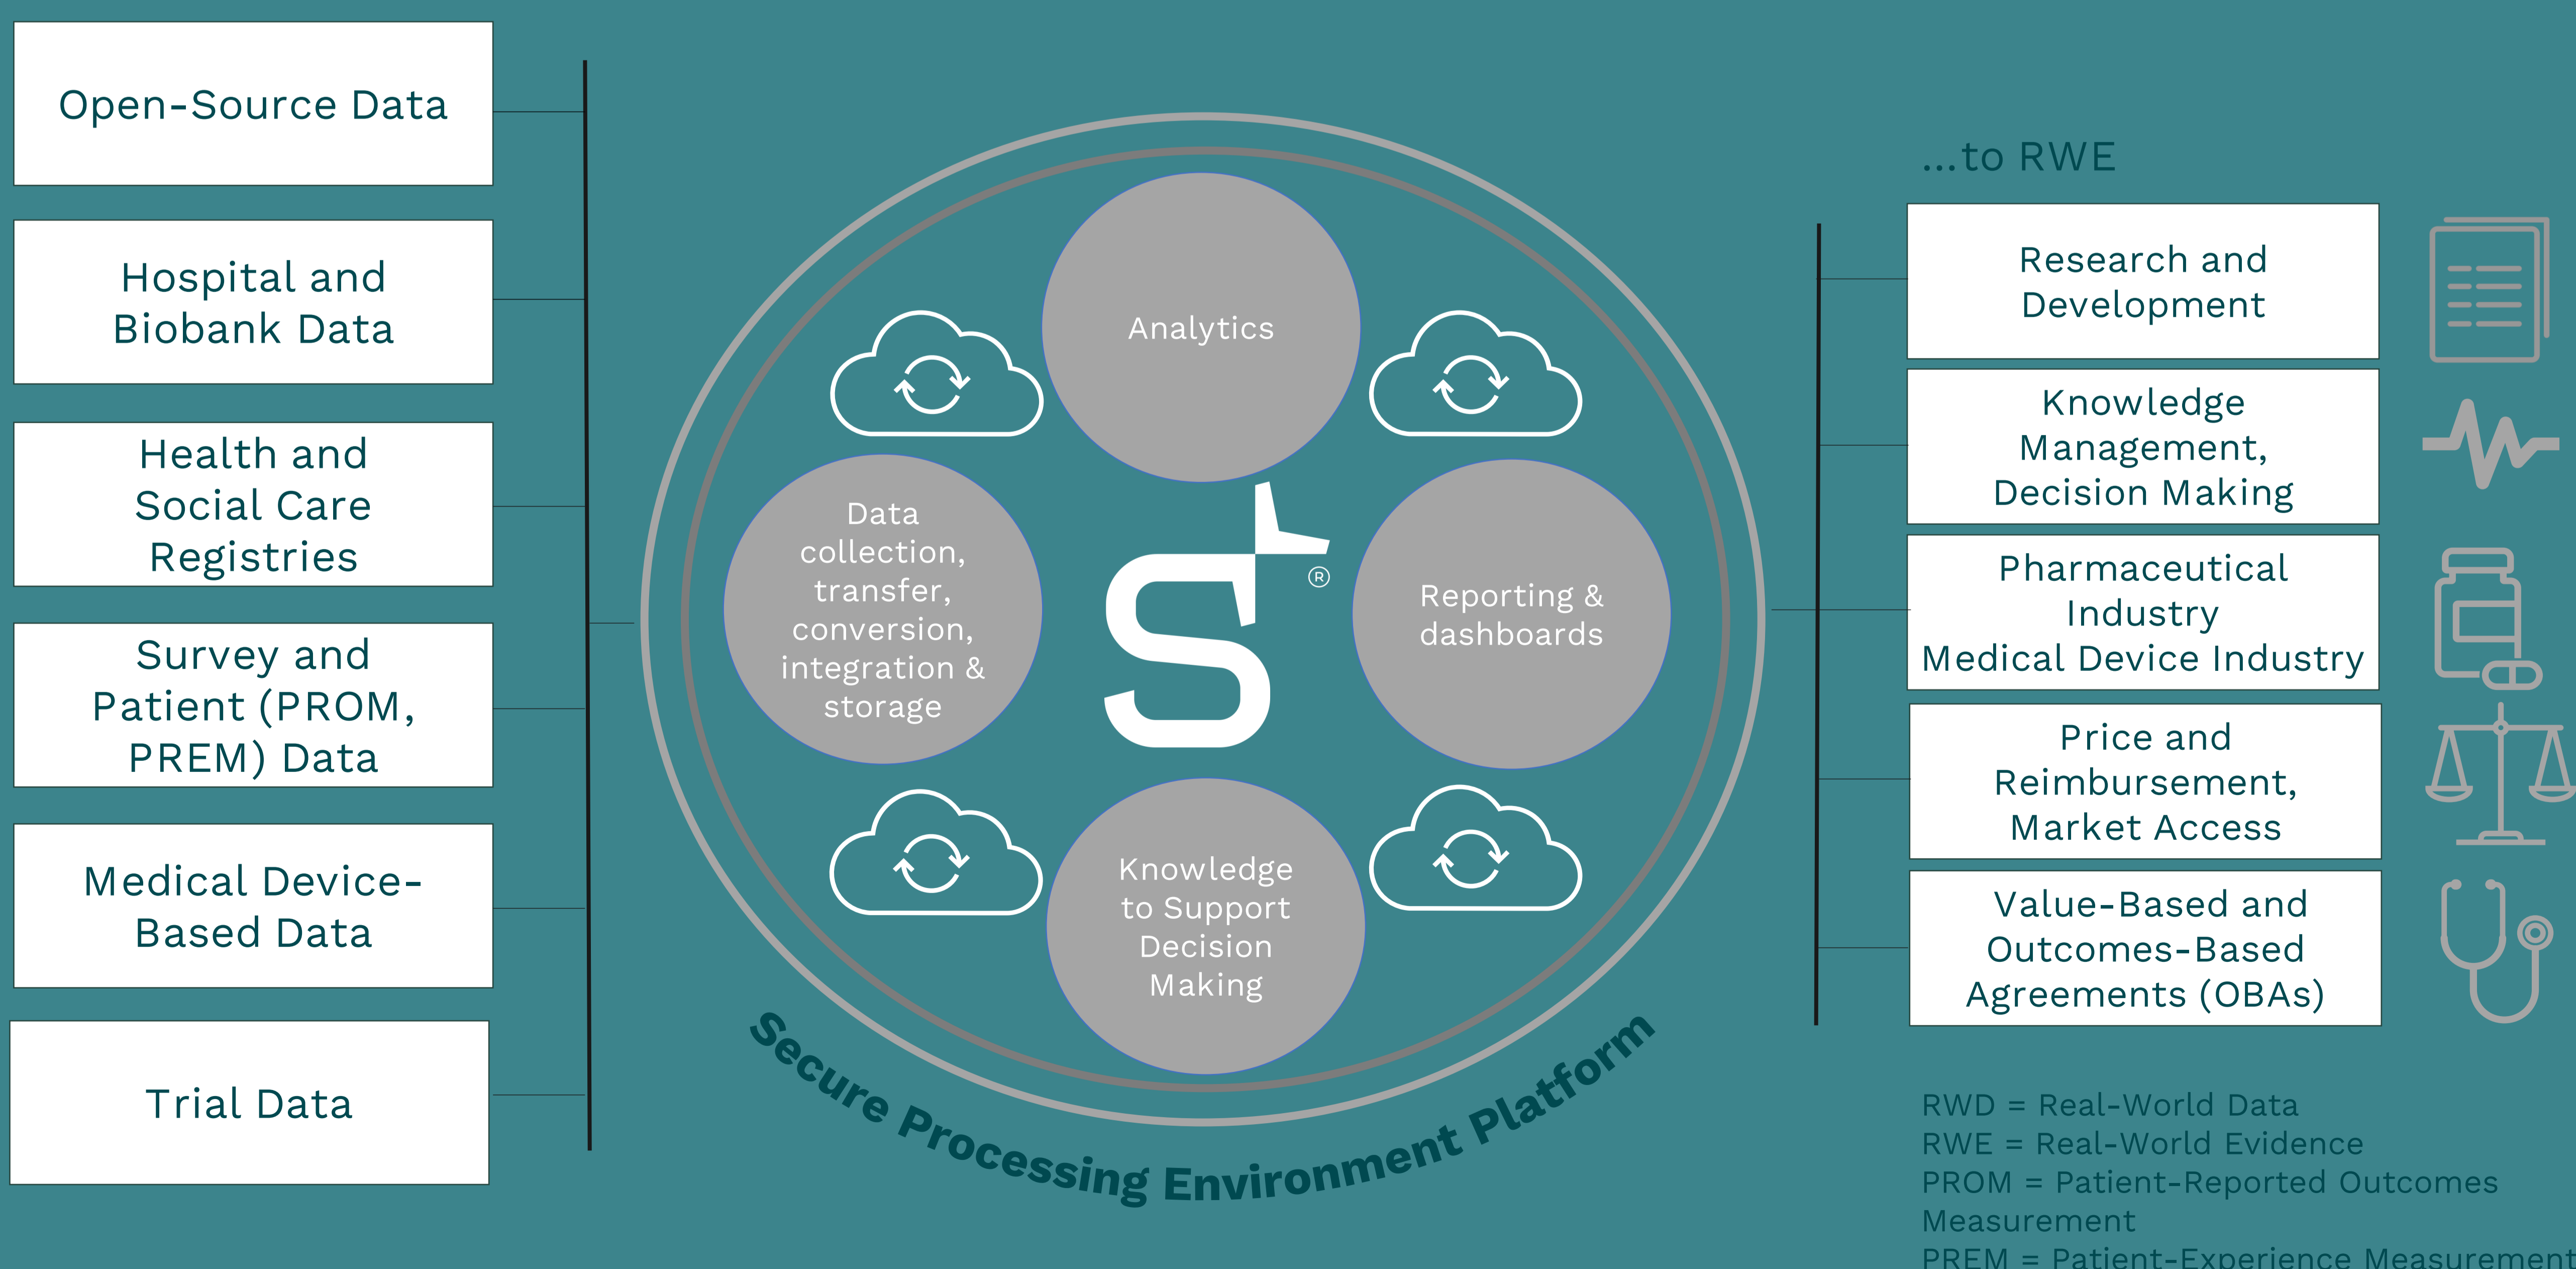 Open-Source Data
Hospital and
Biobank Data
Health and
Social Care
Registries
Survey and
Patient (PROM,
PREM) Data
Medical Device-
Based Data
Trial Data
Analytics
Data
collection,
transfer,
conversion,
integration &
storage
S
®
Reporting &
dashboards
Knowledge
to Support
Decision
Making
Secure Processing Environment Platform
...to RWE
Research and
Development
Knowledge
Management,
Decision Making
Pharmaceutical
Industry
Medical Device Industry
Price and
Reimbursement,
Market Access
Value-Based and
Outcomes-Based
Agreements (OBAs)
RWD = Real-World Data
RWE = Real-World Evidence
PROM = Patient-Reported Outcomes
Measurement
PREM = Patient-Experience Measurement